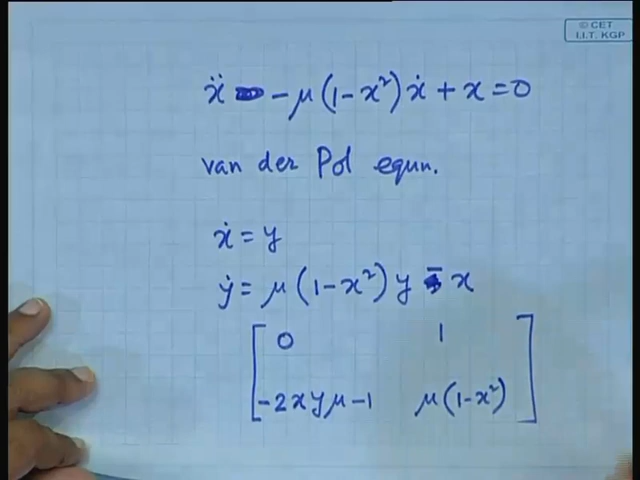 © CET
I.I.T. KGP
ẍ - μ(1-x²)ẋ + x = 0
van der Pol equn.
ẋ = y
ẏ = μ(1-x²)y - x
0 1
-2xyμ-1 μ(1-x²)